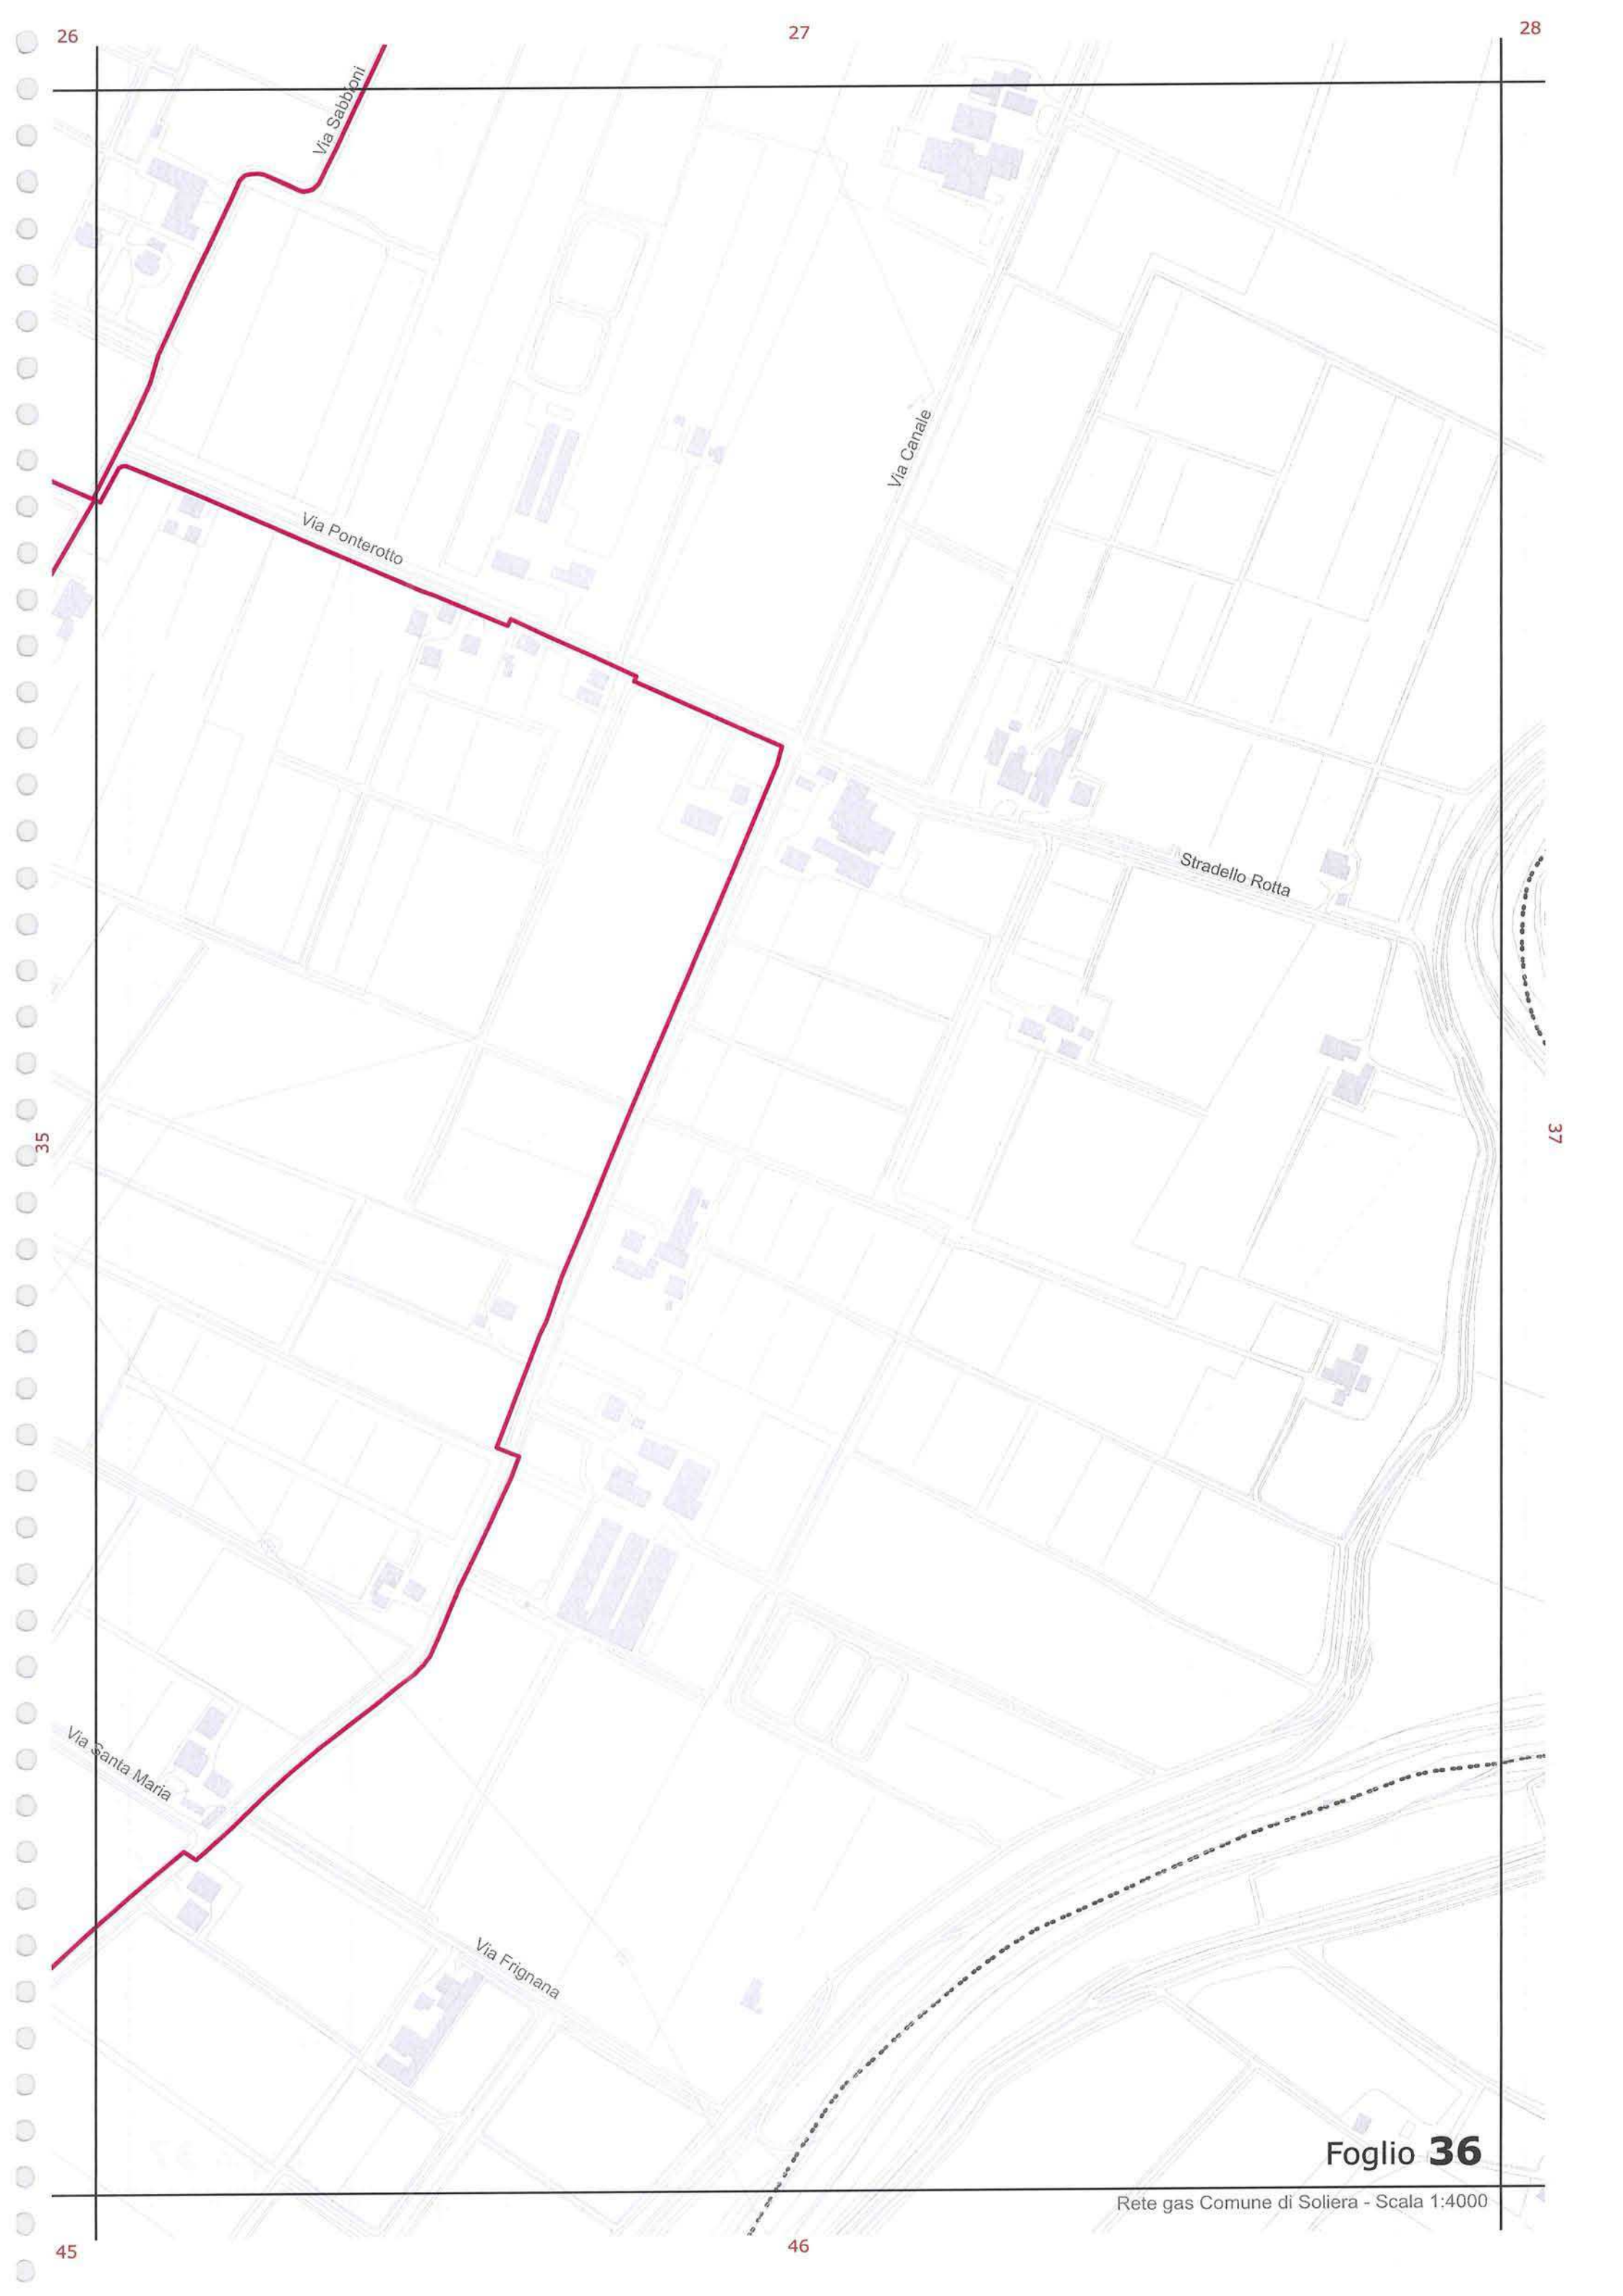 26
27
28
Via Sabbioni
Via Canale
Via Ponterotto
Stradello Rotta
35
37
Via Santa Maria
Via Frignana
Foglio 36
Rete gas Comune di Soliera - Scala 1:4000
45
46